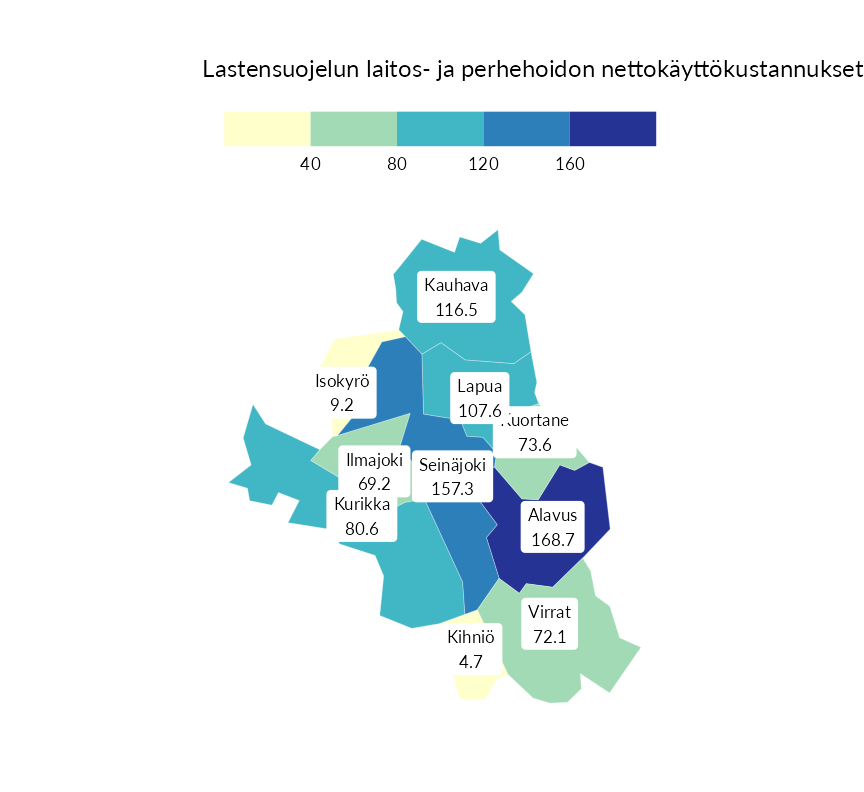 Lastensuojelun laitos- ja perhehoidon nettokäyttökustannukset
40 80 120 160
Kauhava
116.5
Isokyrö
9.2
Lapua
107.6
Kuortane
73.6
Ilmajoki
69.2
Seinäjoki
157.3
Kurikka
80.6
Alavus
168.7
Virrat
72.1
Kihniö
4.7